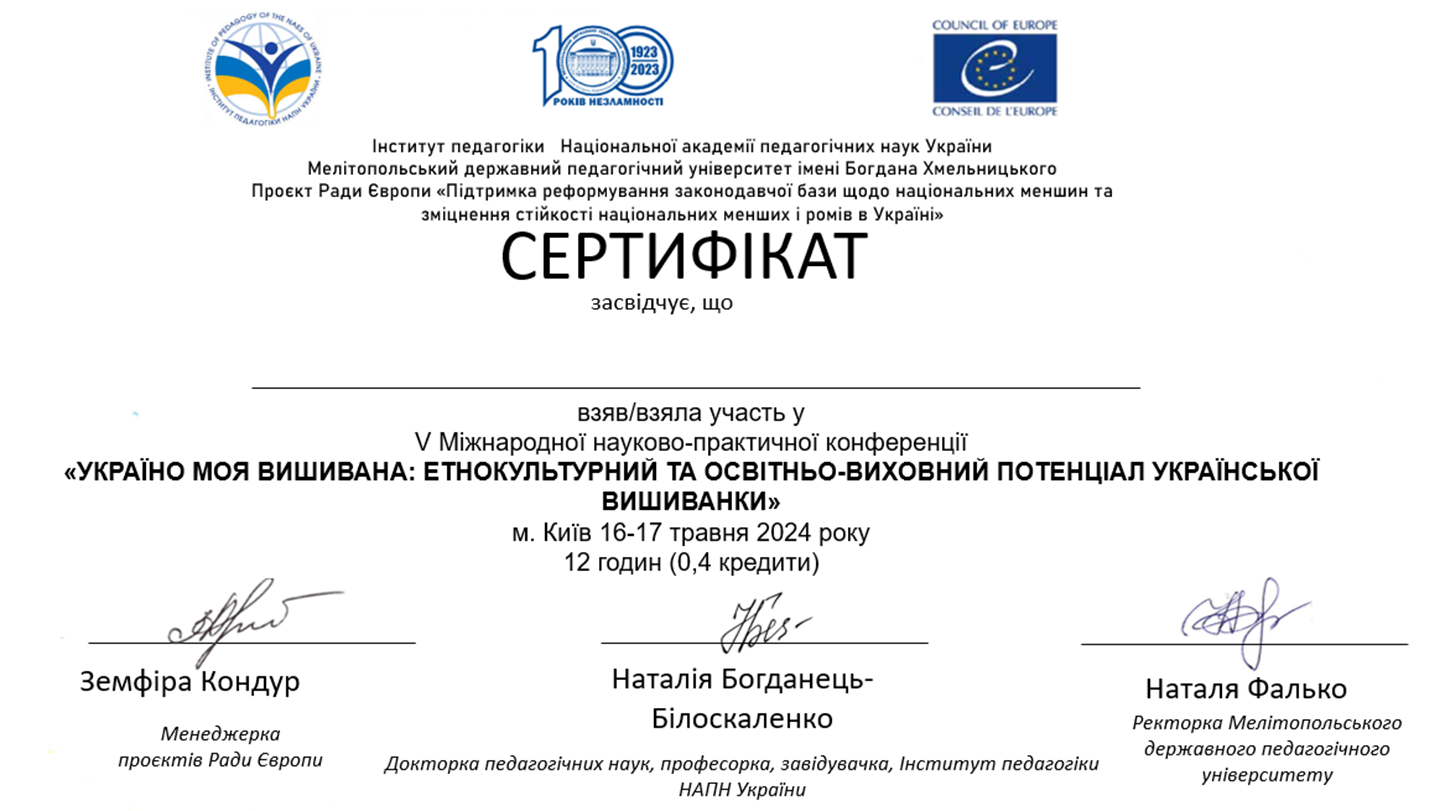 INSTITUTE OF PEDAGOGY OF THE NAES OF UKRAINE
ІНСТИТУТ ПЕДАГОГІКИ НАПН УКРАЇНИ
100
1923
2023
РОКІВ НЕЗЛАМНОСТІ
COUNCIL OF EUROPE
CONSEIL DE L'EUROPE
Інститут педагогіки Національної академії педагогічних наук України
Мелітопольський державний педагогічний університет імені Богдана Хмельницького
Проєкт Ради Європи «Підтримка реформування законодавчої бази щодо національних меншин та
зміцнення стійкості національних менших і ромів в Україні»
СЕРТИФІКАТ
засвідчує, що
взяв/взяла участь у
V Міжнародної науково-практичної конференції
«УКРАЇНО МОЯ ВИШИВАНА: ЕТНОКУЛЬТУРНИЙ ТА ОСВІТНЬО-ВИХОВНИЙ ПОТЕНЦІАЛ УКРАЇНСЬКОЇ
ВИШИВАНКИ»
м. Київ 16-17 травня 2024 року
12 годин (0,4 кредити)
Земфіра Кондур
Менеджерка
проєктів Ради Європи
Наталія Богданець-
Білоскаленко
Докторка педагогічних наук, професорка, завідувачка, Інститут педагогіки
НАПН України
Наталя Фалько
Ректорка Мелітопольського
державного педагогічного
університету